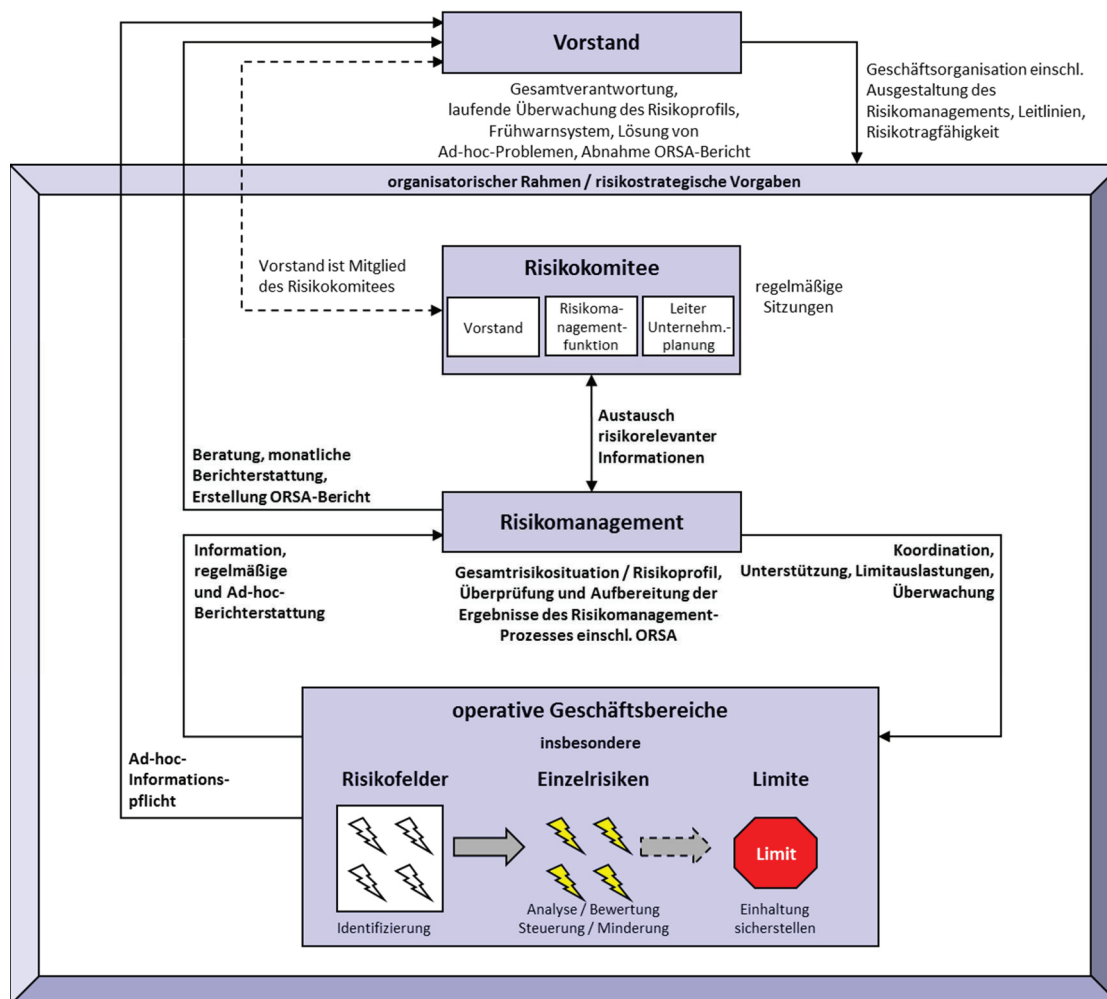 Vorstand
Gesamtverantwortung,
laufende Überwachung des Risikoprofils,
Frühwarnsystem, Lösung von
Ad-hoc-Problemen, Abnahme ORSA-Bericht
Geschäftsorganisation einschl.
Ausgestaltung des
Risikomanagements, Leitlinien,
Risikotragfähigkeit
organisatorischer Rahmen / risikostrategische Vorgaben
Vorstand ist Mitglied
des Risikokomitees
Risikokomitee
Vorstand
Risikoma-
nagement-
funktion
Leiter
Unternehm.-
planung
regelmäßige
Sitzungen
Austausch
risikorelevanter
Informationen
Beratung, monatliche
Berichterstattung,
Erstellung ORSA-Bericht
Risikomanagement
Information,
regelmäßige
und Ad-hoc-
Berichterstattung
Gesamtrisikosituation / Risikoprofil,
Überprüfung und Aufbereitung der
Ergebnisse des Risikomanagement-
Prozesses einschl. ORSA
Koordination,
Unterstützung, Limitauslastungen,
Überwachung
operative Geschäftsbereiche
insbesondere
Ad-hoc-
Informations-
pflicht
Risikofelder
Einzelrisiken
Limite
Limit
Identifizierung
Analyse / Bewertung
Steuerung / Minderung
Einhaltung
sicherstellen